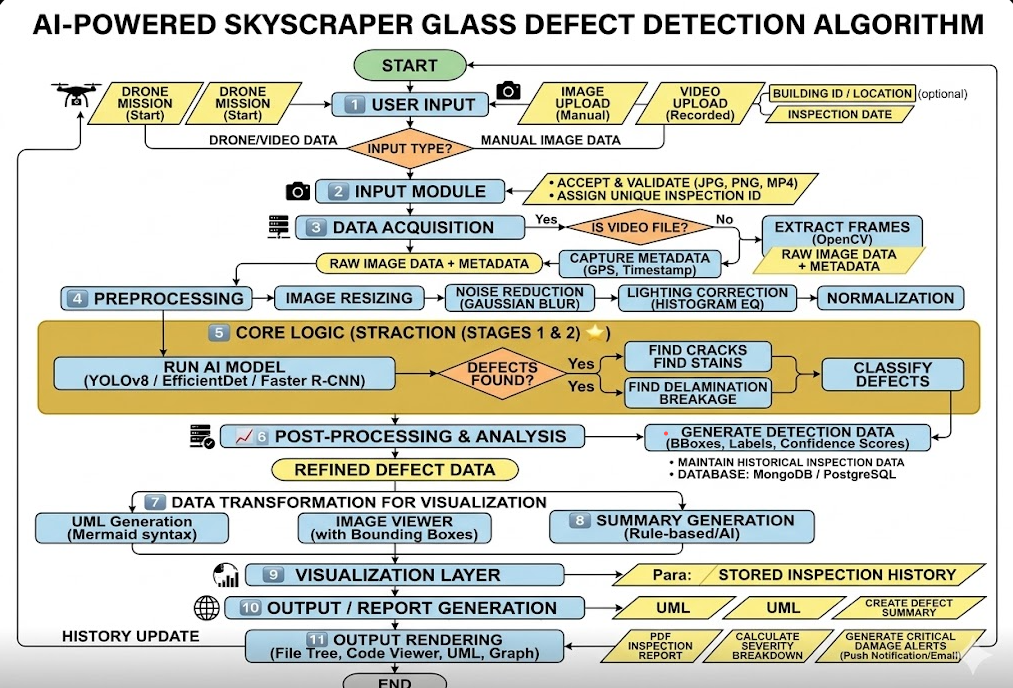 AI-POWERED SKYSCRAPER GLASS DEFECT DETECTION ALGORITHM
START
DRONE
MISSION
(Start)
DRONE
MISSION
(Start)
1 USER INPUT
IMAGE
UPLOAD
(Manual)
VIDEO
UPLOAD
(Recorded)
BUILDING ID / LOCATION (optional)
INSPECTION DATE
DRONE/VIDEO DATA
INPUT TYPE?
MANUAL IMAGE DATA
2 INPUT MODULE
• ACCEPT & VALIDATE (JPG, PNG, MP4)
• ASSIGN UNIQUE INSPECTION ID
3 DATA ACQUISITION
Yes
IS VIDEO FILE?
No
EXTRACT FRAMES
(OpenCV)
RAW IMAGE DATA
+ METADATA
RAW IMAGE DATA + METADATA
CAPTURE METADATA
(GPS, Timestamp)
4 PREPROCESSING
IMAGE RESIZING
NOISE REDUCTION
(GAUSSIAN BLUR)
LIGHTING CORRECTION
(HISTOGRAM EQ)
NORMALIZATION
5 CORE LOGIC (STRACTION (STAGES 1 & 2) ⭐)
RUN AI MODEL
(YOLOv8 / EfficientDet / Faster R-CNN)
DEFECTS
FOUND?
Yes
Yes
FIND CRACKS
FIND STAINS
FIND DELAMINATION
BREAKAGE
CLASSIFY
DEFECTS
6 POST-PROCESSING & ANALYSIS
GENERATE DETECTION DATA
(BBoxes, Labels, Confidence Scores)
REFINED DEFECT DATA
• MAINTAIN HISTORICAL INSPECTION DATA
• DATABASE: MongoDB / PostgreSQL
7 DATA TRANSFORMATION FOR VISUALIZATION
UML Generation
(Mermaid syntax)
IMAGE VIEWER
(with Bounding Boxes)
8 SUMMARY GENERATION
(Rule-based/AI)
9 VISUALIZATION LAYER
Para: STORED INSPECTION HISTORY
10 OUTPUT / REPORT GENERATION
UML
UML
CREATE DEFECT
SUMMARY
HISTORY UPDATE
11 OUTPUT RENDERING
(File Tree, Code Viewer, UML, Graph)
PDF
INSPECTION
REPORT
CALCULATE
SEVERITY
BREAKDOWN
GENERATE CRITICAL
DAMAGE ALERTS
(Push Notification/Email)
END